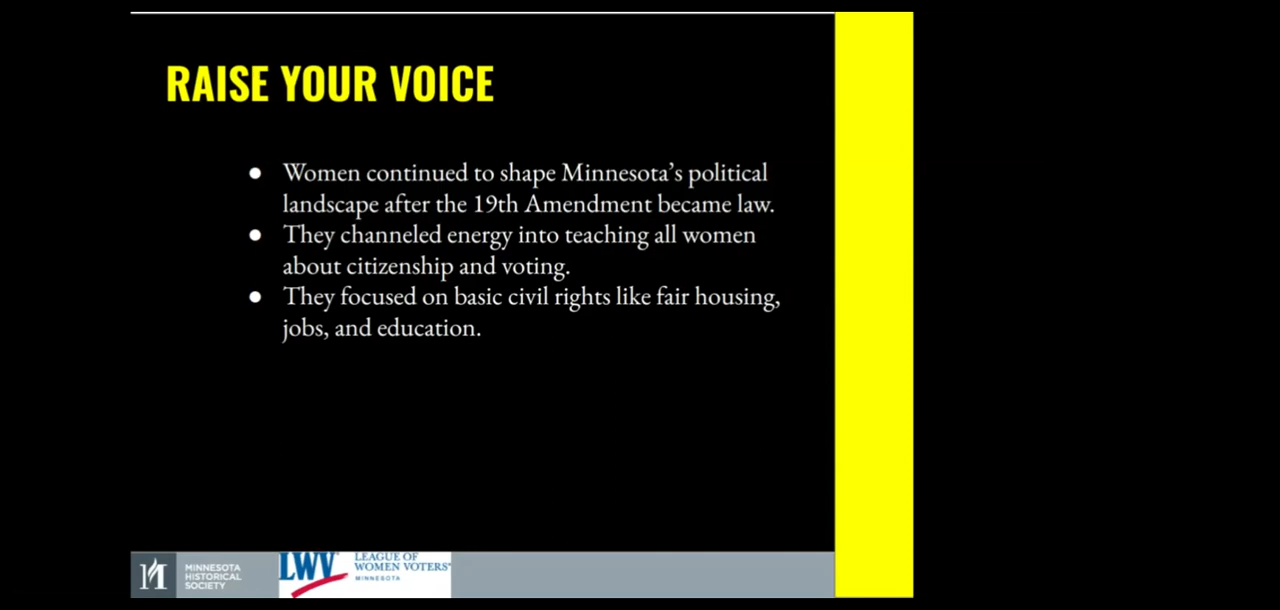 RAISE YOUR VOICE
● Women continued to shape Minnesota’s political
landscape after the 19th Amendment became law.
● They channeled energy into teaching all women
about citizenship and voting.
● They focused on basic civil rights like fair housing,
jobs, and education.
MINNESOTA
HISTORICAL
SOCIETY
LWV
LEAGUE OF
WOMEN VOTERS®
MINNESOTA